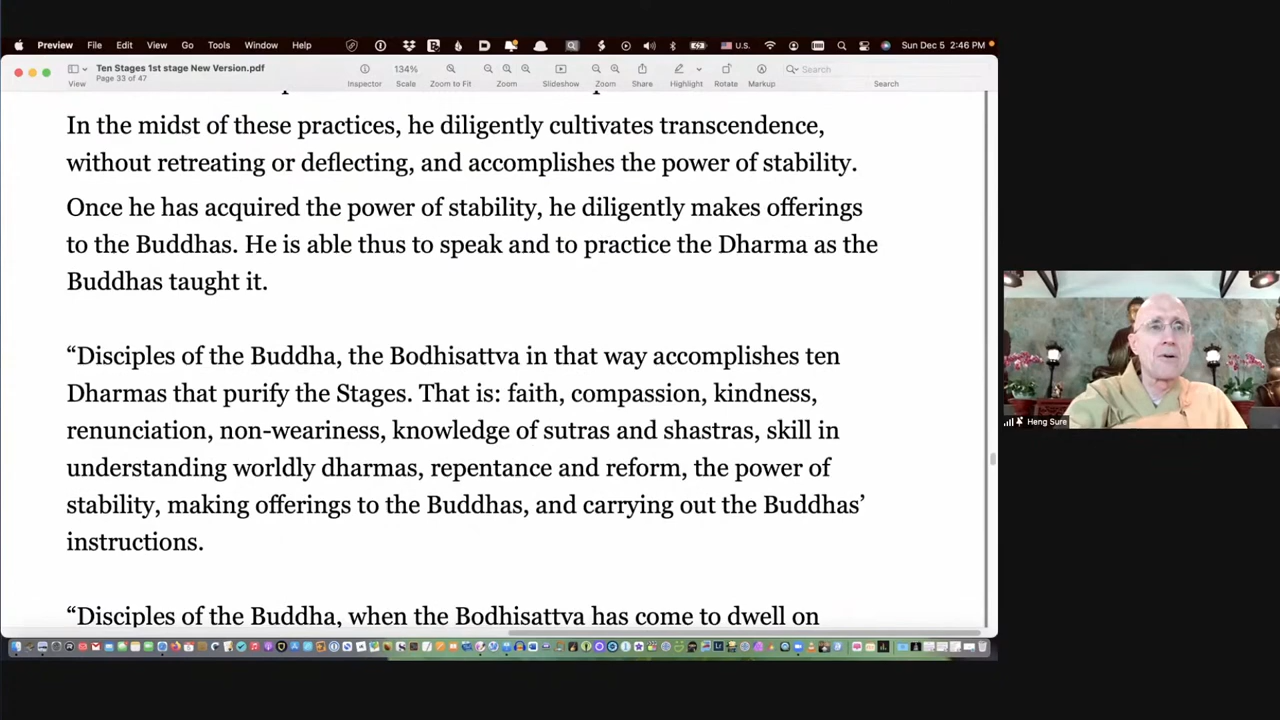 Preview File Edit View Go Tools Window Help U.S. Sun Dec 5 2:46 PM
Ten Stages 1st stage New Version.pdf
Page 33 of 47
134%
Search
View Inspector Scale Zoom to Fit Zoom Slideshow Zoom Share Highlight Rotate Markup Search
In the midst of these practices, he diligently cultivates transcendence,
without retreating or deflecting, and accomplishes the power of stability.
Once he has acquired the power of stability, he diligently makes offerings
to the Buddhas. He is able thus to speak and to practice the Dharma as the
Buddhas taught it.
“Disciples of the Buddha, the Bodhisattva in that way accomplishes ten
Dharmas that purify the Stages. That is: faith, compassion, kindness,
renunciation, non-weariness, knowledge of sutras and shastras, skill in
understanding worldly dharmas, repentance and reform, the power of
stability, making offerings to the Buddhas, and carrying out the Buddhas’
instructions.
“Disciples of the Buddha, when the Bodhisattva has come to dwell on
Heng Sure